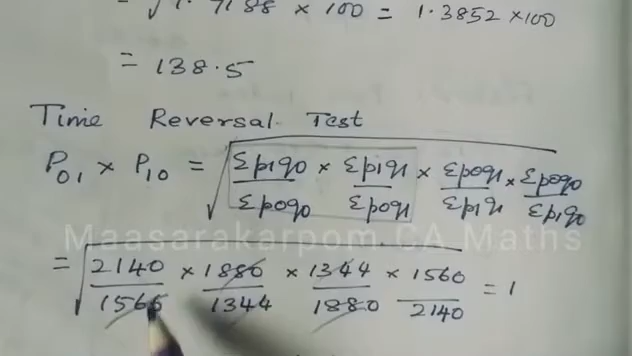 = √1.9188 × 100 = 1.3852 × 100
= 138.5
Time Reversal Test
P01 × P10 = √ Σp1q0/Σp0q0 × Σp1q1/Σp0q1 × Σp0q1/Σp1q1 × Σp0q0/Σp1q0
Maasarakarpom CA Maths
= √ 2140/1560 × 1880/1344 × 1344/1880 × 1560/2140 = 1